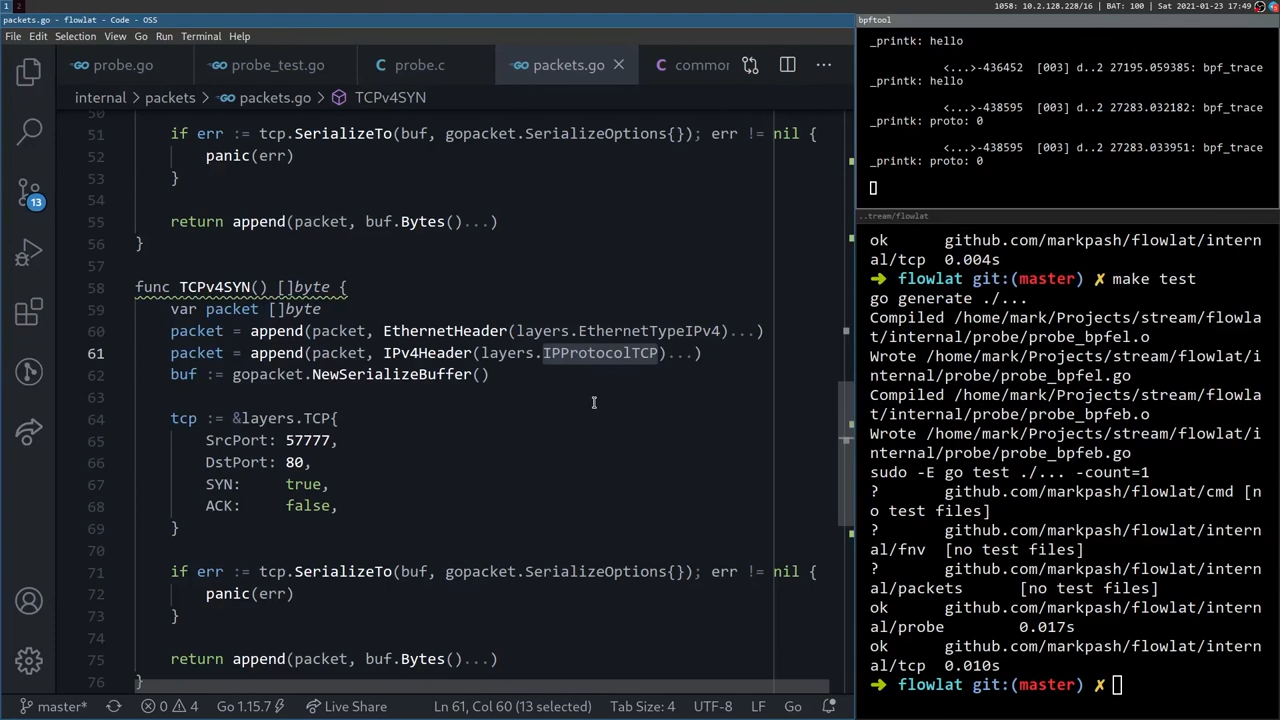 1 2
1058: 10.2.128.228/16 | BAT: 100 | Sat 2021-01-23 17:49
packets.go - flowlat - Code - OSS
File Edit Selection View Go Run Terminal Help
probe.go probe_test.go C probe.c packets.go C commor
internal > packets > packets.go > TCPv4SYN
50
51 if err := tcp.SerializeTo(buf, gopacket.SerializeOptions{}); err != nil {
52 panic(err)
53 }
54
55 return append(packet, buf.Bytes()...)
56 }
57
58 func TCPv4SYN() []byte {
59 var packet []byte
60 packet = append(packet, EthernetHeader(layers.EthernetTypeIPv4)...)
61 packet = append(packet, IPv4Header(layers.IPProtocolTCP)...)
62 buf := gopacket.NewSerializeBuffer()
63
64 tcp := &layers.TCP{
65 SrcPort: 57777,
66 DstPort: 80,
67 SYN: true,
68 ACK: false,
69 }
70
71 if err := tcp.SerializeTo(buf, gopacket.SerializeOptions{}); err != nil {
72 panic(err)
73 }
74
75 return append(packet, buf.Bytes()...)
76 }
13
master* 0 4 Go 1.15.7 Live Share Ln 61, Col 60 (13 selected) Tab Size: 4 UTF-8 LF Go
bpftool
_printk: hello
<...>-436452 [003] d..2 27195.059385: bpf_trace
_printk: hello
<...>-438595 [003] d..2 27283.032182: bpf_trace
_printk: proto: 0
<...>-438595 [003] d..2 27283.033951: bpf_trace
_printk: proto: 0
..tream/flowlat
ok github.com/markpash/flowlat/intern
al/tcp 0.004s
➜ flowlat git:(master) ✗ make test
go generate ./...
Compiled /home/mark/Projects/stream/flowla
t/internal/probe/probe_bpfel.o
Wrote /home/mark/Projects/stream/flowlat/i
nternal/probe/probe_bpfel.go
Compiled /home/mark/Projects/stream/flowla
t/internal/probe/probe_bpfeb.o
Wrote /home/mark/Projects/stream/flowlat/i
nternal/probe/probe_bpfeb.go
sudo -E go test ./... -count=1
? github.com/markpash/flowlat/cmd [n
o test files]
? github.com/markpash/flowlat/intern
al/fnv [no test files]
? github.com/markpash/flowlat/intern
al/packets [no test files]
ok github.com/markpash/flowlat/intern
al/probe 0.017s
ok github.com/markpash/flowlat/intern
al/tcp 0.010s
➜ flowlat git:(master) ✗